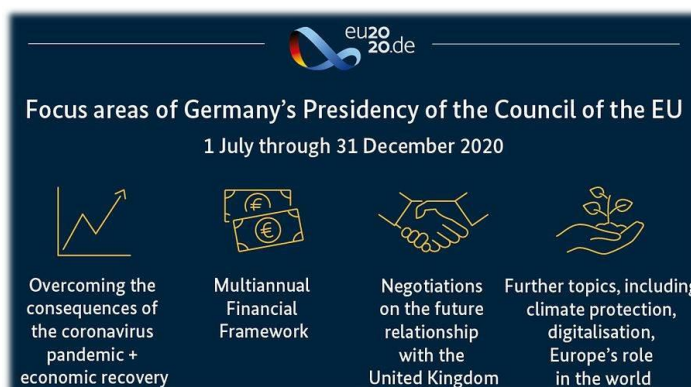 eu20
20.de
Focus areas of Germany's Presidency of the Council of the EU
1 July through 31 December 2020
€
€
Overcoming the
consequences of
the coronavirus
pandemic +
economic recovery
Multiannual
Financial
Framework
Negotiations
on the future
relationship
with the
United Kingdom
Further topics, including
climate protection,
digitalisation,
Europe's role
in the world